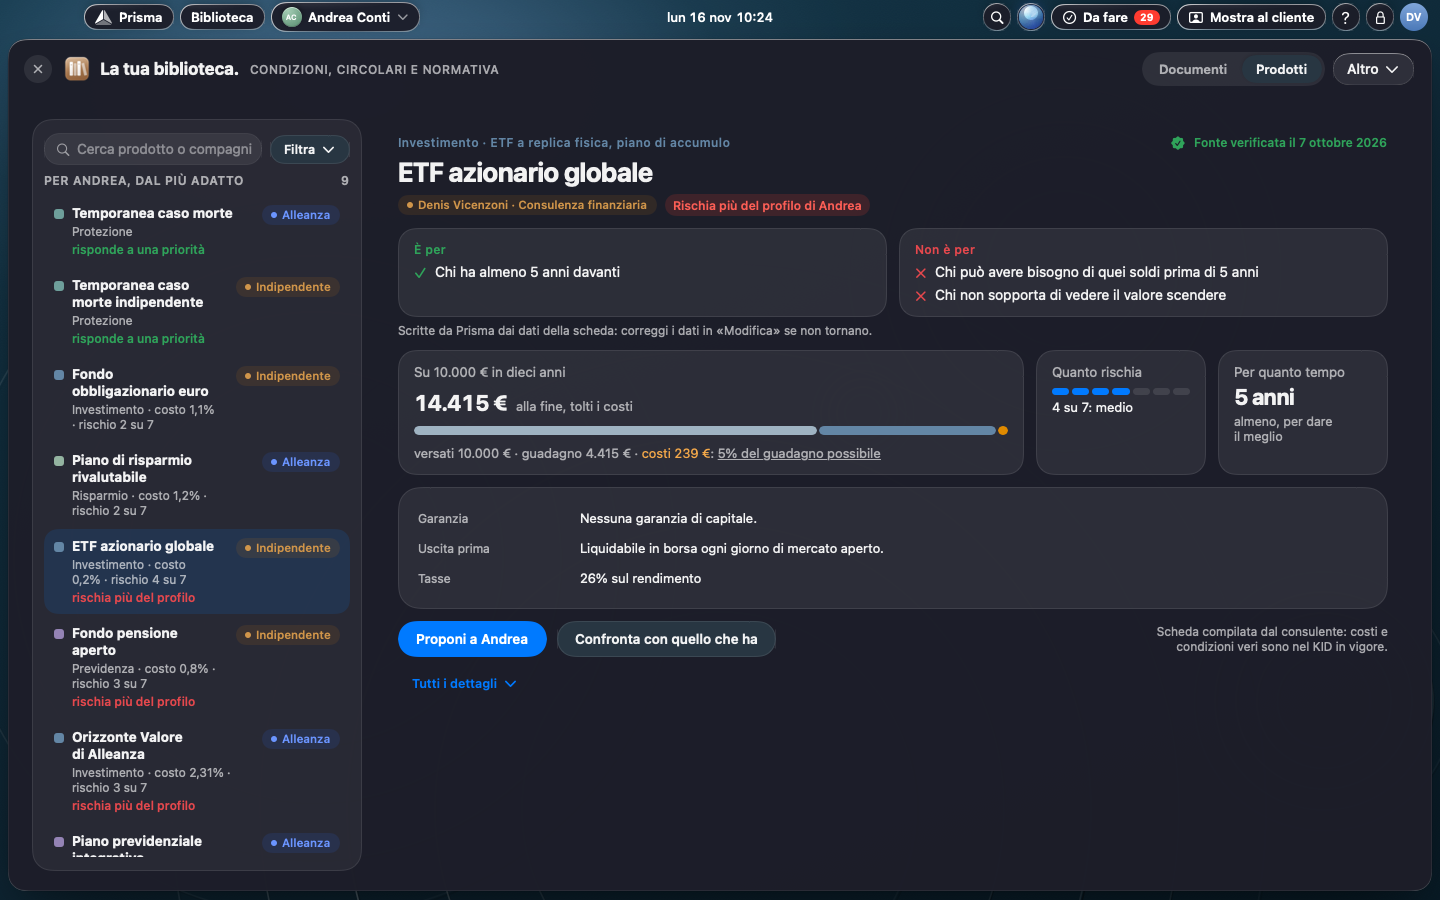 Prisma
Biblioteca
AC Andrea Conti
lun 16 nov 10:24
Da fare 29
Mostra al cliente
?
DV
La tua biblioteca. CONDIZIONI, CIRCOLARI E NORMATIVA
Documenti
Prodotti
Altro
Cerca prodotto o compagni
Filtra
PER ANDREA, DAL PIÙ ADATTO 9
Temporanea caso morte
Alleanza
Protezione
risponde a una priorità
Temporanea caso
morte indipendente
Indipendente
Protezione
risponde a una priorità
Fondo
obbligazionario euro
Indipendente
Investimento · costo 1,1%
· rischio 2 su 7
Piano di risparmio
rivalutabile
Alleanza
Risparmio · costo 1,2% ·
rischio 2 su 7
ETF azionario globale
Indipendente
Investimento · costo
0,2% · rischio 4 su 7
rischia più del profilo
Fondo pensione
aperto
Indipendente
Previdenza · costo 0,8% ·
rischio 3 su 7
rischia più del profilo
Orizzonte Valore
di Alleanza
Alleanza
Investimento · costo 2,31% ·
rischio 3 su 7
rischia più del profilo
Piano previdenziale
integrativo
Alleanza
Investimento · ETF a replica fisica, piano di accumulo
Fonte verificata il 7 ottobre 2026
ETF azionario globale
Denis Vicenzoni · Consulenza finanziaria
Rischia più del profilo di Andrea
È per
Chi ha almeno 5 anni davanti
Non è per
Chi può avere bisogno di quei soldi prima di 5 anni
Chi non sopporta di vedere il valore scendere
Scritte da Prisma dai dati della scheda: correggi i dati in «Modifica» se non tornano.
Su 10.000 € in dieci anni
14.415 € alla fine, tolti i costi
versati 10.000 € · guadagno 4.415 € · costi 239 €: 5% del guadagno possibile
Quanto rischia
4 su 7: medio
Per quanto tempo
5 anni
almeno, per dare
il meglio
Garanzia Nessuna garanzia di capitale.
Uscita prima Liquidabile in borsa ogni giorno di mercato aperto.
Tasse 26% sul rendimento
Proponi a Andrea
Confronta con quello che ha
Scheda compilata dal consulente: costi e
condizioni veri sono nel KID in vigore.
Tutti i dettagli